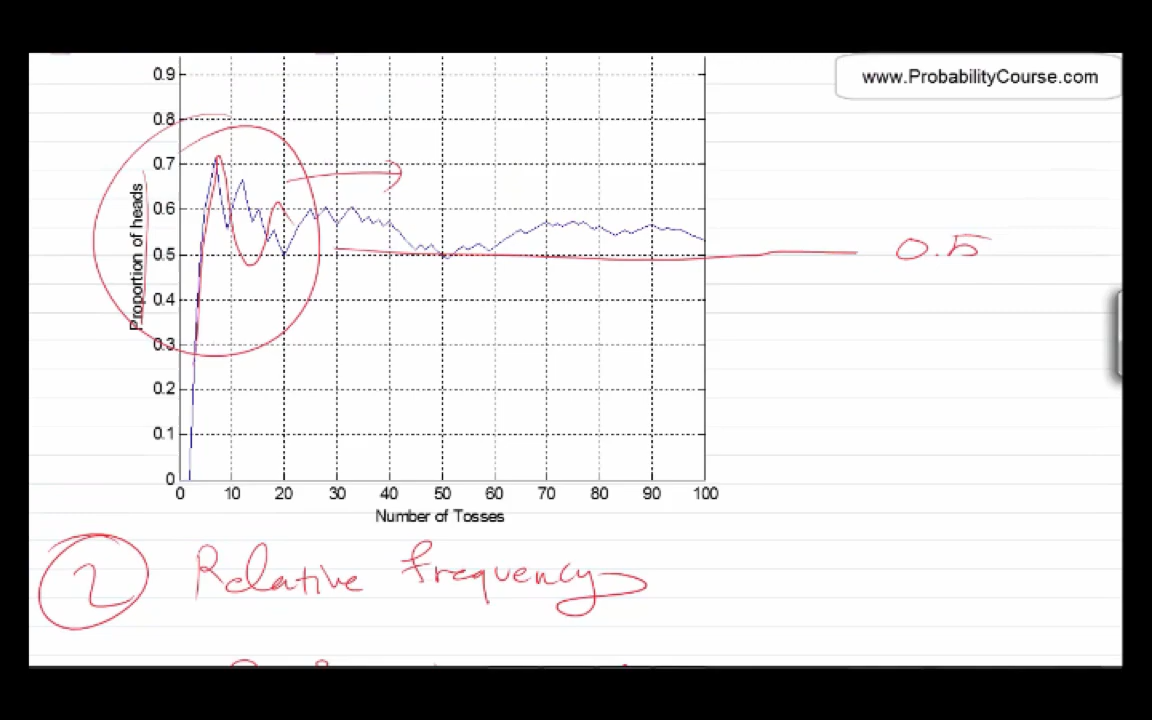 www.ProbabilityCourse.com
0.9
0.8
0.7
0.6
0.5
0.4
0.3
0.2
0.1
0
Proportion of heads
0.5
0 10 20 30 40 50 60 70 80 90 100
Number of Tosses
2 Relative frequency